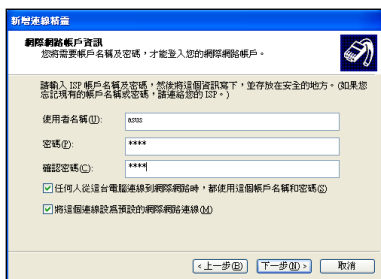 新增連線精靈
網際網路帳戶資訊
您將需要帳戶名稱及密碼，才能登入您的網際網路帳戶。
請輸入 ISP 帳戶名稱及密碼，然後將這個資訊寫下，並存放在安全的地方。(如果您
忘記現有的帳戶名稱或密碼，請連絡您的 ISP。)
使用者名稱(U): asus
密碼(P): ****
確認密碼(C): ****
任何人從這台電腦連線到網際網路時，都使用這個帳戶名稱和密碼(S)
將這個連線設為預設的網際網路連線(M)
<上一步(B) 下一步(N)> 取消